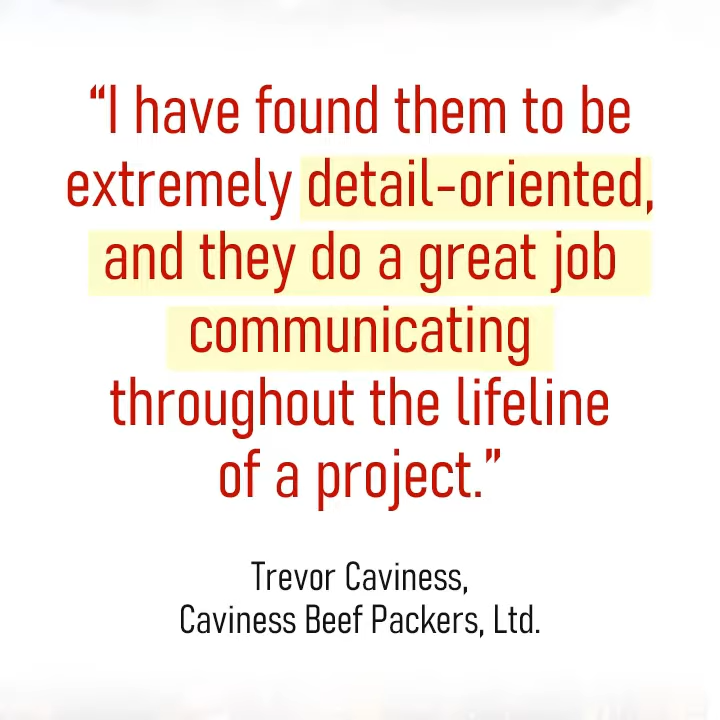 “I have found them to be
extremely detail-oriented,
and they do a great job
communicating
throughout the lifeline
of a project.”
Trevor Caviness,
Caviness Beef Packers, Ltd.